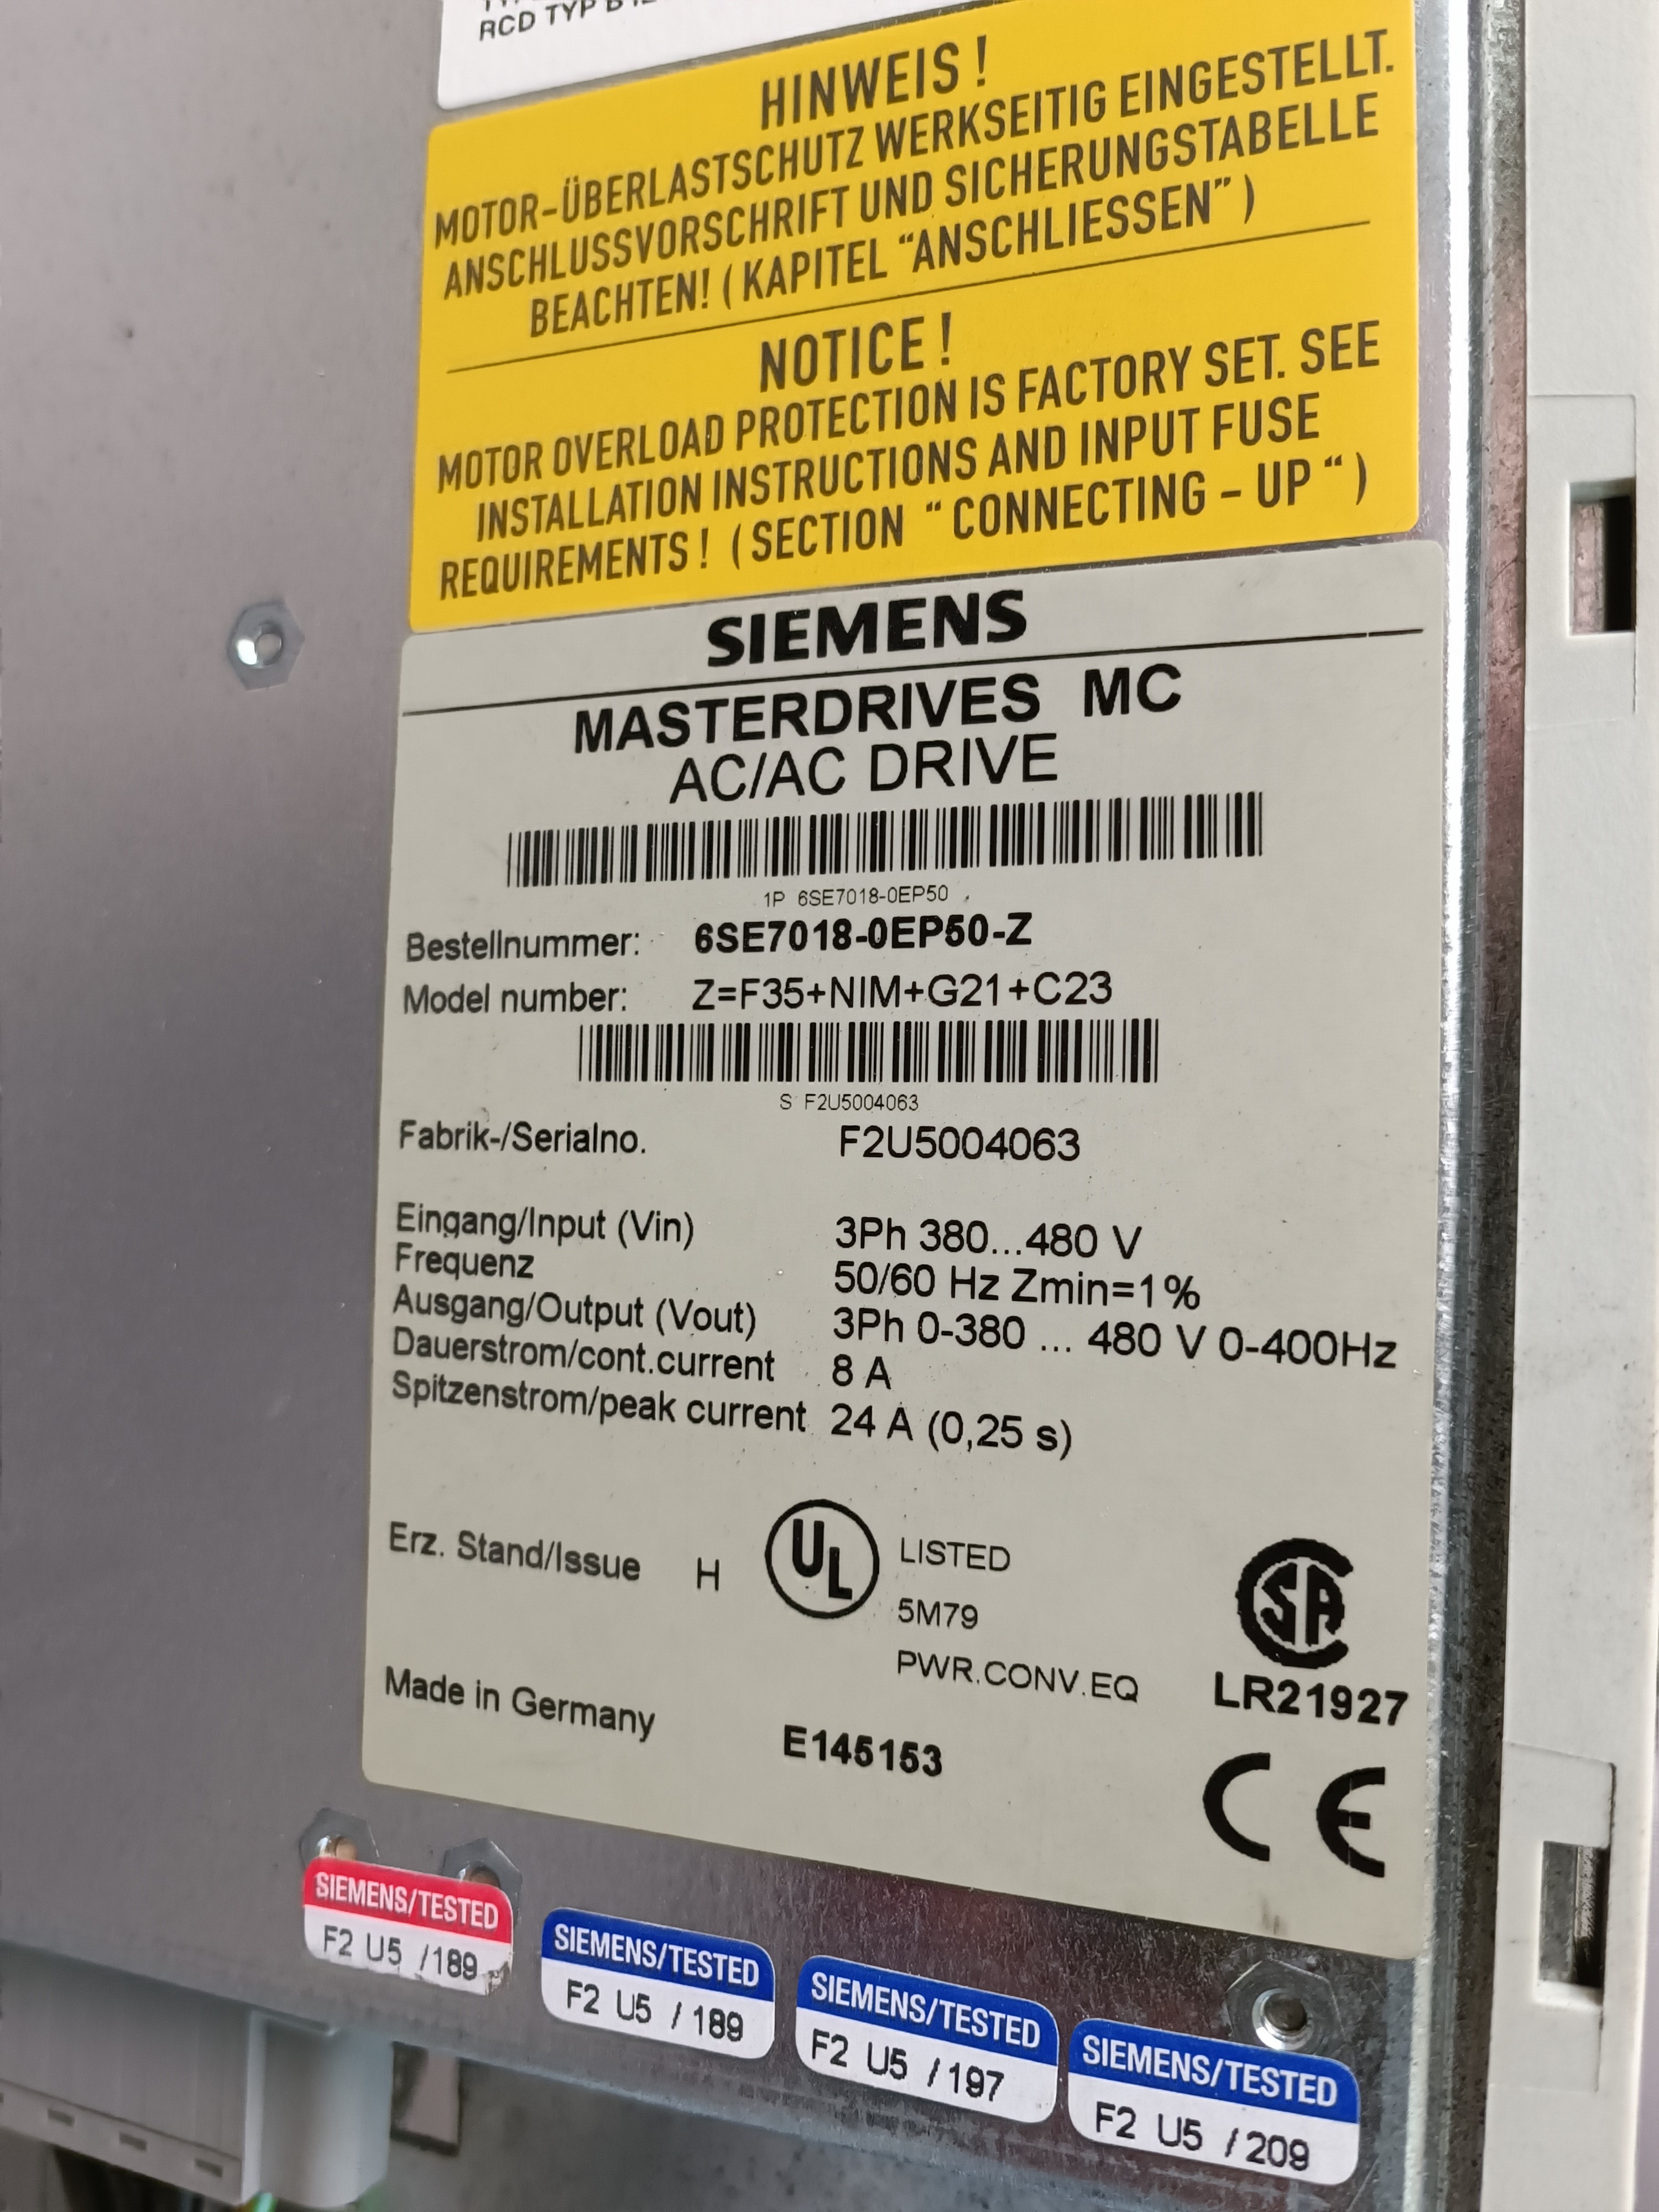 RCD TYP B
HINWEIS !
MOTOR-ÜBERLASTSCHUTZ WERKSEITIG EINGESTELLT.
ANSCHLUSSVORSCHRIFT UND SICHERUNGSTABELLE
BEACHTEN! ( KAPITEL “ANSCHLIESSEN” )
NOTICE !
MOTOR OVERLOAD PROTECTION IS FACTORY SET. SEE
INSTALLATION INSTRUCTIONS AND INPUT FUSE
REQUIREMENTS ! ( SECTION “ CONNECTING – UP “ )
SIEMENS
MASTERDRIVES MC
AC/AC DRIVE
1P 6SE7018-0EP50
Bestellnummer: 6SE7018-0EP50-Z
Model number: Z=F35+NIM+G21+C23
S F2U5004063
Fabrik-/Serialno. F2U5004063
Eingang/Input (Vin) 3Ph 380...480 V
Frequenz 50/60 Hz Zmin=1%
Ausgang/Output (Vout) 3Ph 0-380 ... 480 V 0-400Hz
Dauerstrom/cont.current 8 A
Spitzenstrom/peak current 24 A (0,25 s)
Erz. Stand/Issue H UL LISTED
5M79
PWR.CONV.EQ
SA
LR21927
Made in Germany E145153
CE
SIEMENS/TESTED
F2 U5 /189
SIEMENS/TESTED
F2 U5 / 189
SIEMENS/TESTED
F2 U5 / 197
SIEMENS/TESTED
F2 U5 / 209